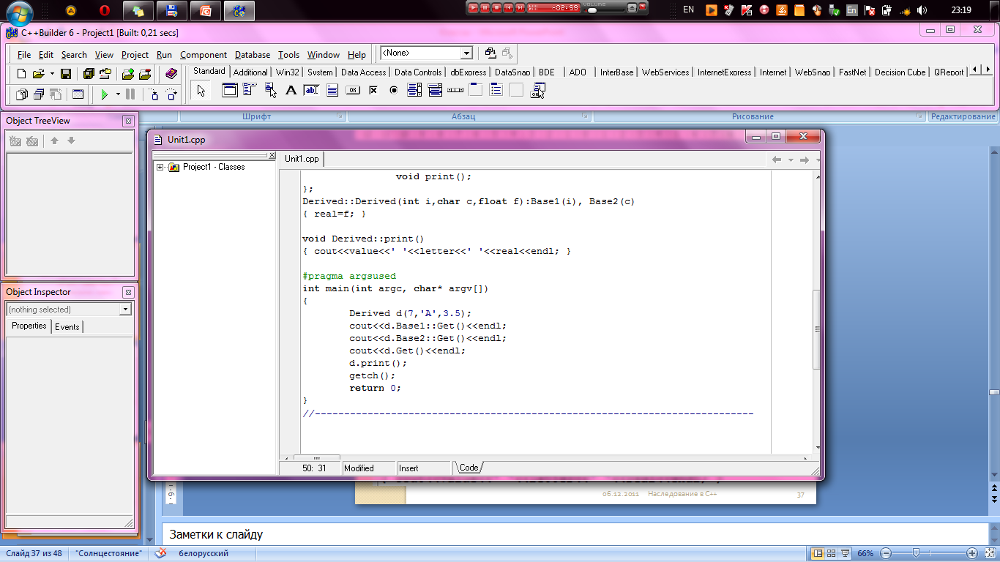 -02:59
VOLUME
EN
En
23:19
C++Builder 6 - Project1 [Built: 0,21 secs]
File Edit Search View Project Run Component Database Tools Window Help
<None>
Standard Additional Win32 System Data Access Data Controls dbExpress DataSnap BDE ADO InterBase WebServices InternetExpress Internet WebSnap FastNet Decision Cube QReport
Шрифт Абзац Рисование Редактирование
Object TreeView
Object Inspector
(nothing selected)
Properties Events
Unit1.cpp
Project1 - Classes
Unit1.cpp
void print();
};
Derived::Derived(int i,char c,float f):Base1(i), Base2(c)
{ real=f; }
void Derived::print()
{ cout<<value<<' '<<letter<<' '<<real<<endl; }
#pragma argsused
int main(int argc, char* argv[])
{
Derived d(7,'A',3.5);
cout<<d.Base1::Get()<<endl;
cout<<d.Base2::Get()<<endl;
cout<<d.Get()<<endl;
d.print();
getch();
return 0;
}
//---------------------------------------------------------------------------
50: 31 Modified Insert Code
06.12.2011 Наследование в C++ 37
Заметки к слайду
Слайд 37 из 48 "Солнцестояние" белорусский 66%